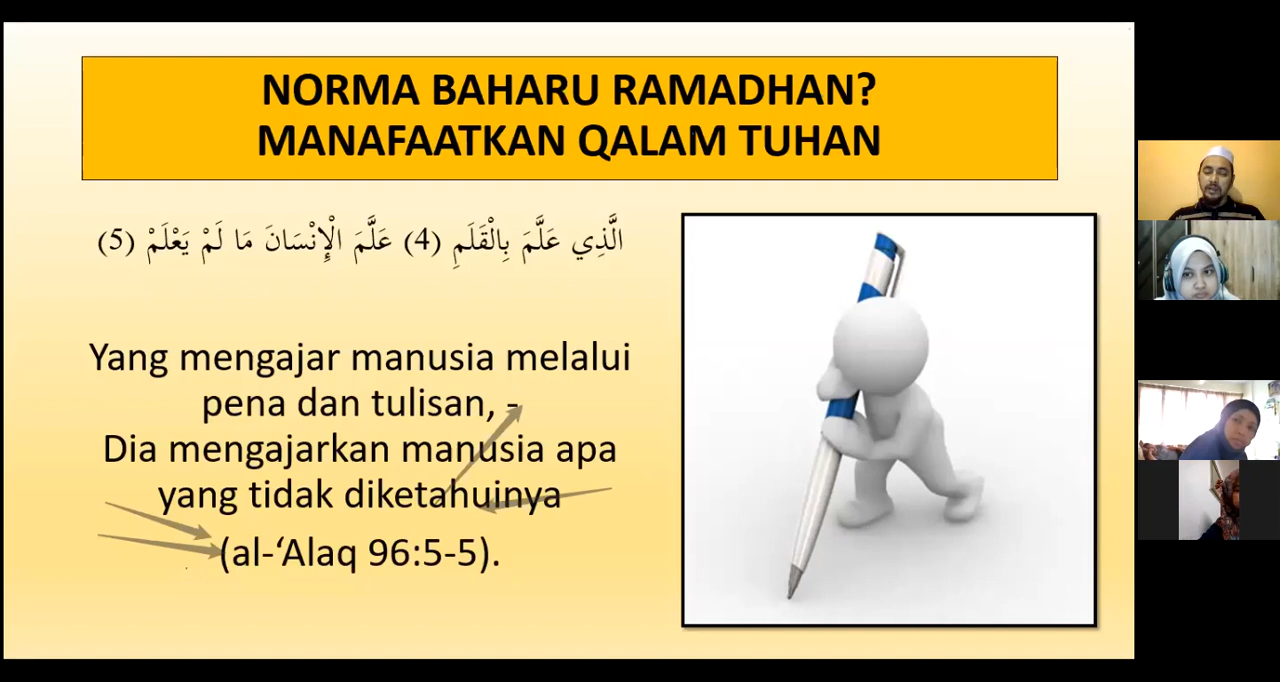 NORMA BAHARU RAMADHAN?
MANAFAATKAN QALAM TUHAN
الَّذِي عَلَّمَ بِالْقَلَمِ (4) عَلَّمَ الْإِنْسَانَ مَا لَمْ يَعْلَمْ (5)
Yang mengajar manusia melalui
pena dan tulisan, -
Dia mengajarkan manusia apa
yang tidak diketahuinya
(al-‘Alaq 96:5-5).